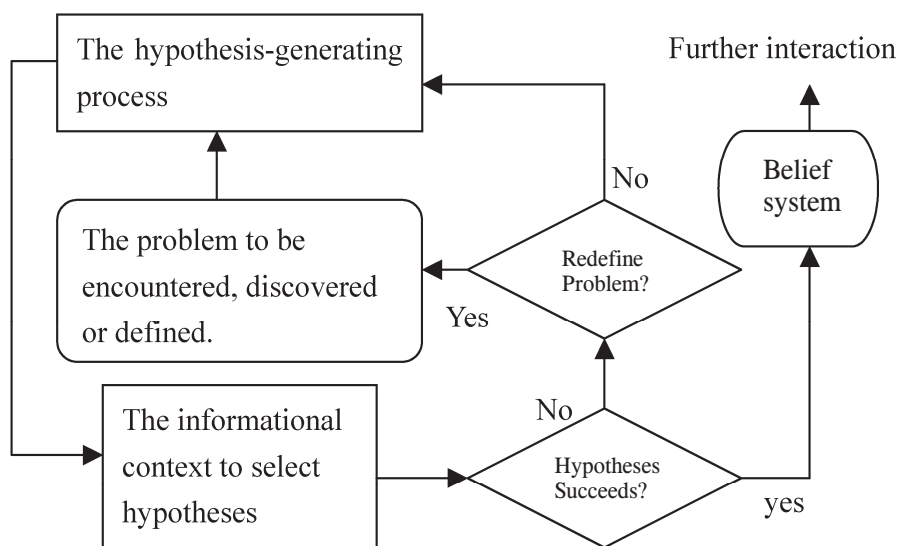 The hypothesis-generating
process
Further interaction
Belief
system
No
Redefine
Problem?
The problem to be
encountered, discovered
or defined.
Yes
No
The informational
context to select
hypotheses
Hypotheses
Succeeds?
yes